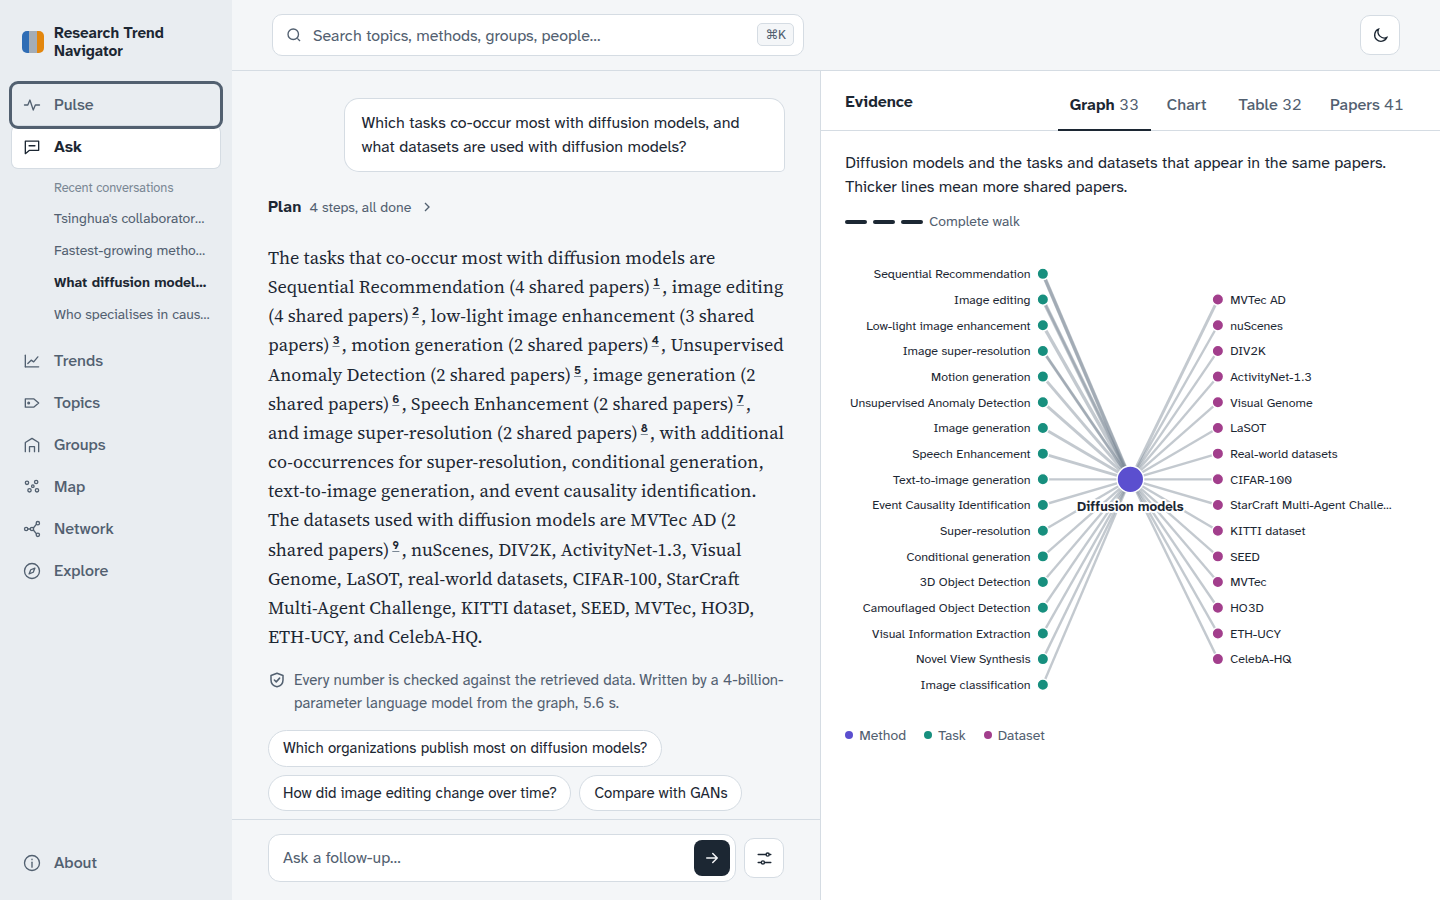 Research Trend
Navigator
Search topics, methods, groups, people...
⌘K
Pulse
Ask
Recent conversations
Tsinghua's collaborator...
Fastest-growing metho...
What diffusion model...
Who specialises in caus...
Trends
Topics
Groups
Map
Network
Explore
About
Which tasks co-occur most with diffusion models, and
what datasets are used with diffusion models?
Plan 4 steps, all done
The tasks that co-occur most with diffusion models are
Sequential Recommendation (4 shared papers) 1, image editing
(4 shared papers) 2, low-light image enhancement (3 shared
papers) 3, motion generation (2 shared papers) 4, Unsupervised
Anomaly Detection (2 shared papers) 5, image generation (2
shared papers) 6, Speech Enhancement (2 shared papers) 7,
and image super-resolution (2 shared papers) 8, with additional
co-occurrences for super-resolution, conditional generation,
text-to-image generation, and event causality identification.
The datasets used with diffusion models are MVTec AD (2
shared papers) 9, nuScenes, DIV2K, ActivityNet-1.3, Visual
Genome, LaSOT, real-world datasets, CIFAR-100, StarCraft
Multi-Agent Challenge, KITTI dataset, SEED, MVTec, HO3D,
ETH-UCY, and CelebA-HQ.
Every number is checked against the retrieved data. Written by a 4-billion-
parameter language model from the graph, 5.6 s.
Which organizations publish most on diffusion models?
How did image editing change over time?
Compare with GANs
Ask a follow-up...
Evidence
Graph 33
Chart
Table 32
Papers 41
Diffusion models and the tasks and datasets that appear in the same papers.
Thicker lines mean more shared papers.
Complete walk
Sequential Recommendation
Image editing
Low-light image enhancement
Image super-resolution
Motion generation
Unsupervised Anomaly Detection
Image generation
Speech Enhancement
Text-to-image generation
Event Causality Identification
Super-resolution
Conditional generation
3D Object Detection
Camouflaged Object Detection
Visual Information Extraction
Novel View Synthesis
Image classification
Diffusion models
MVTec AD
nuScenes
DIV2K
ActivityNet-1.3
Visual Genome
LaSOT
Real-world datasets
CIFAR-100
StarCraft Multi-Agent Challe...
KITTI dataset
SEED
MVTec
HO3D
ETH-UCY
CelebA-HQ
Method
Task
Dataset